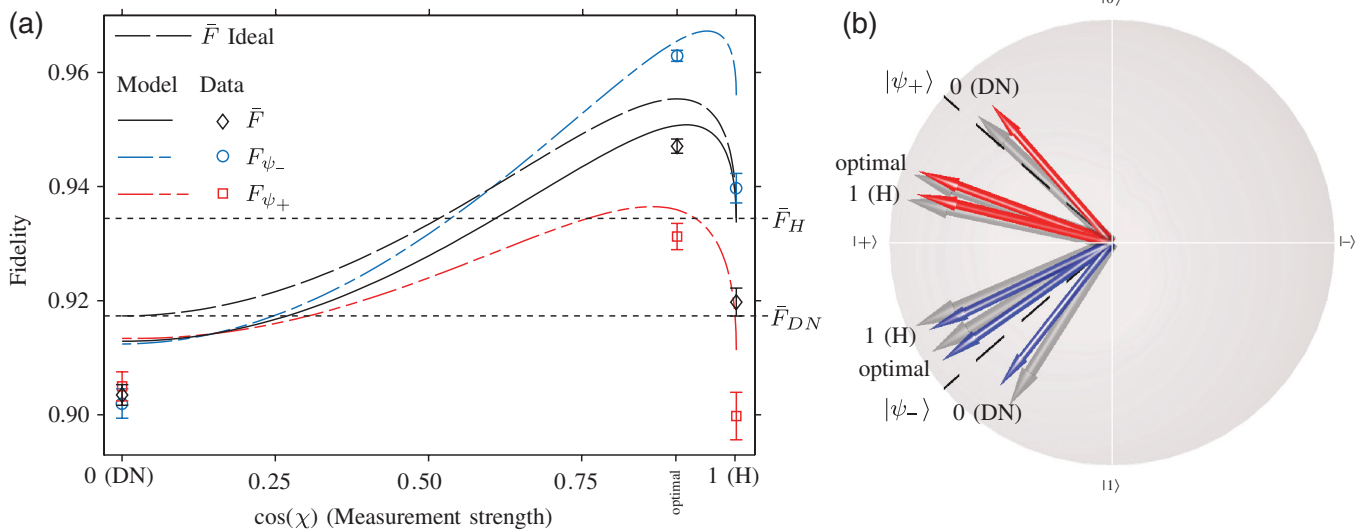 (a)
F̄ Ideal
Model Data
F̄
F_ψ₋
F_ψ₊
F̄_H
F̄_DN
Fidelity
0.96
0.94
0.92
0.90
0 (DN) 0.25 0.50 0.75 optimal 1 (H)
cos(χ) (Measurement strength)
(b)
|ψ₊⟩ 0 (DN)
optimal
1 (H)
|+⟩ |−⟩
1 (H)
optimal
|ψ₋⟩ 0 (DN)
|1⟩